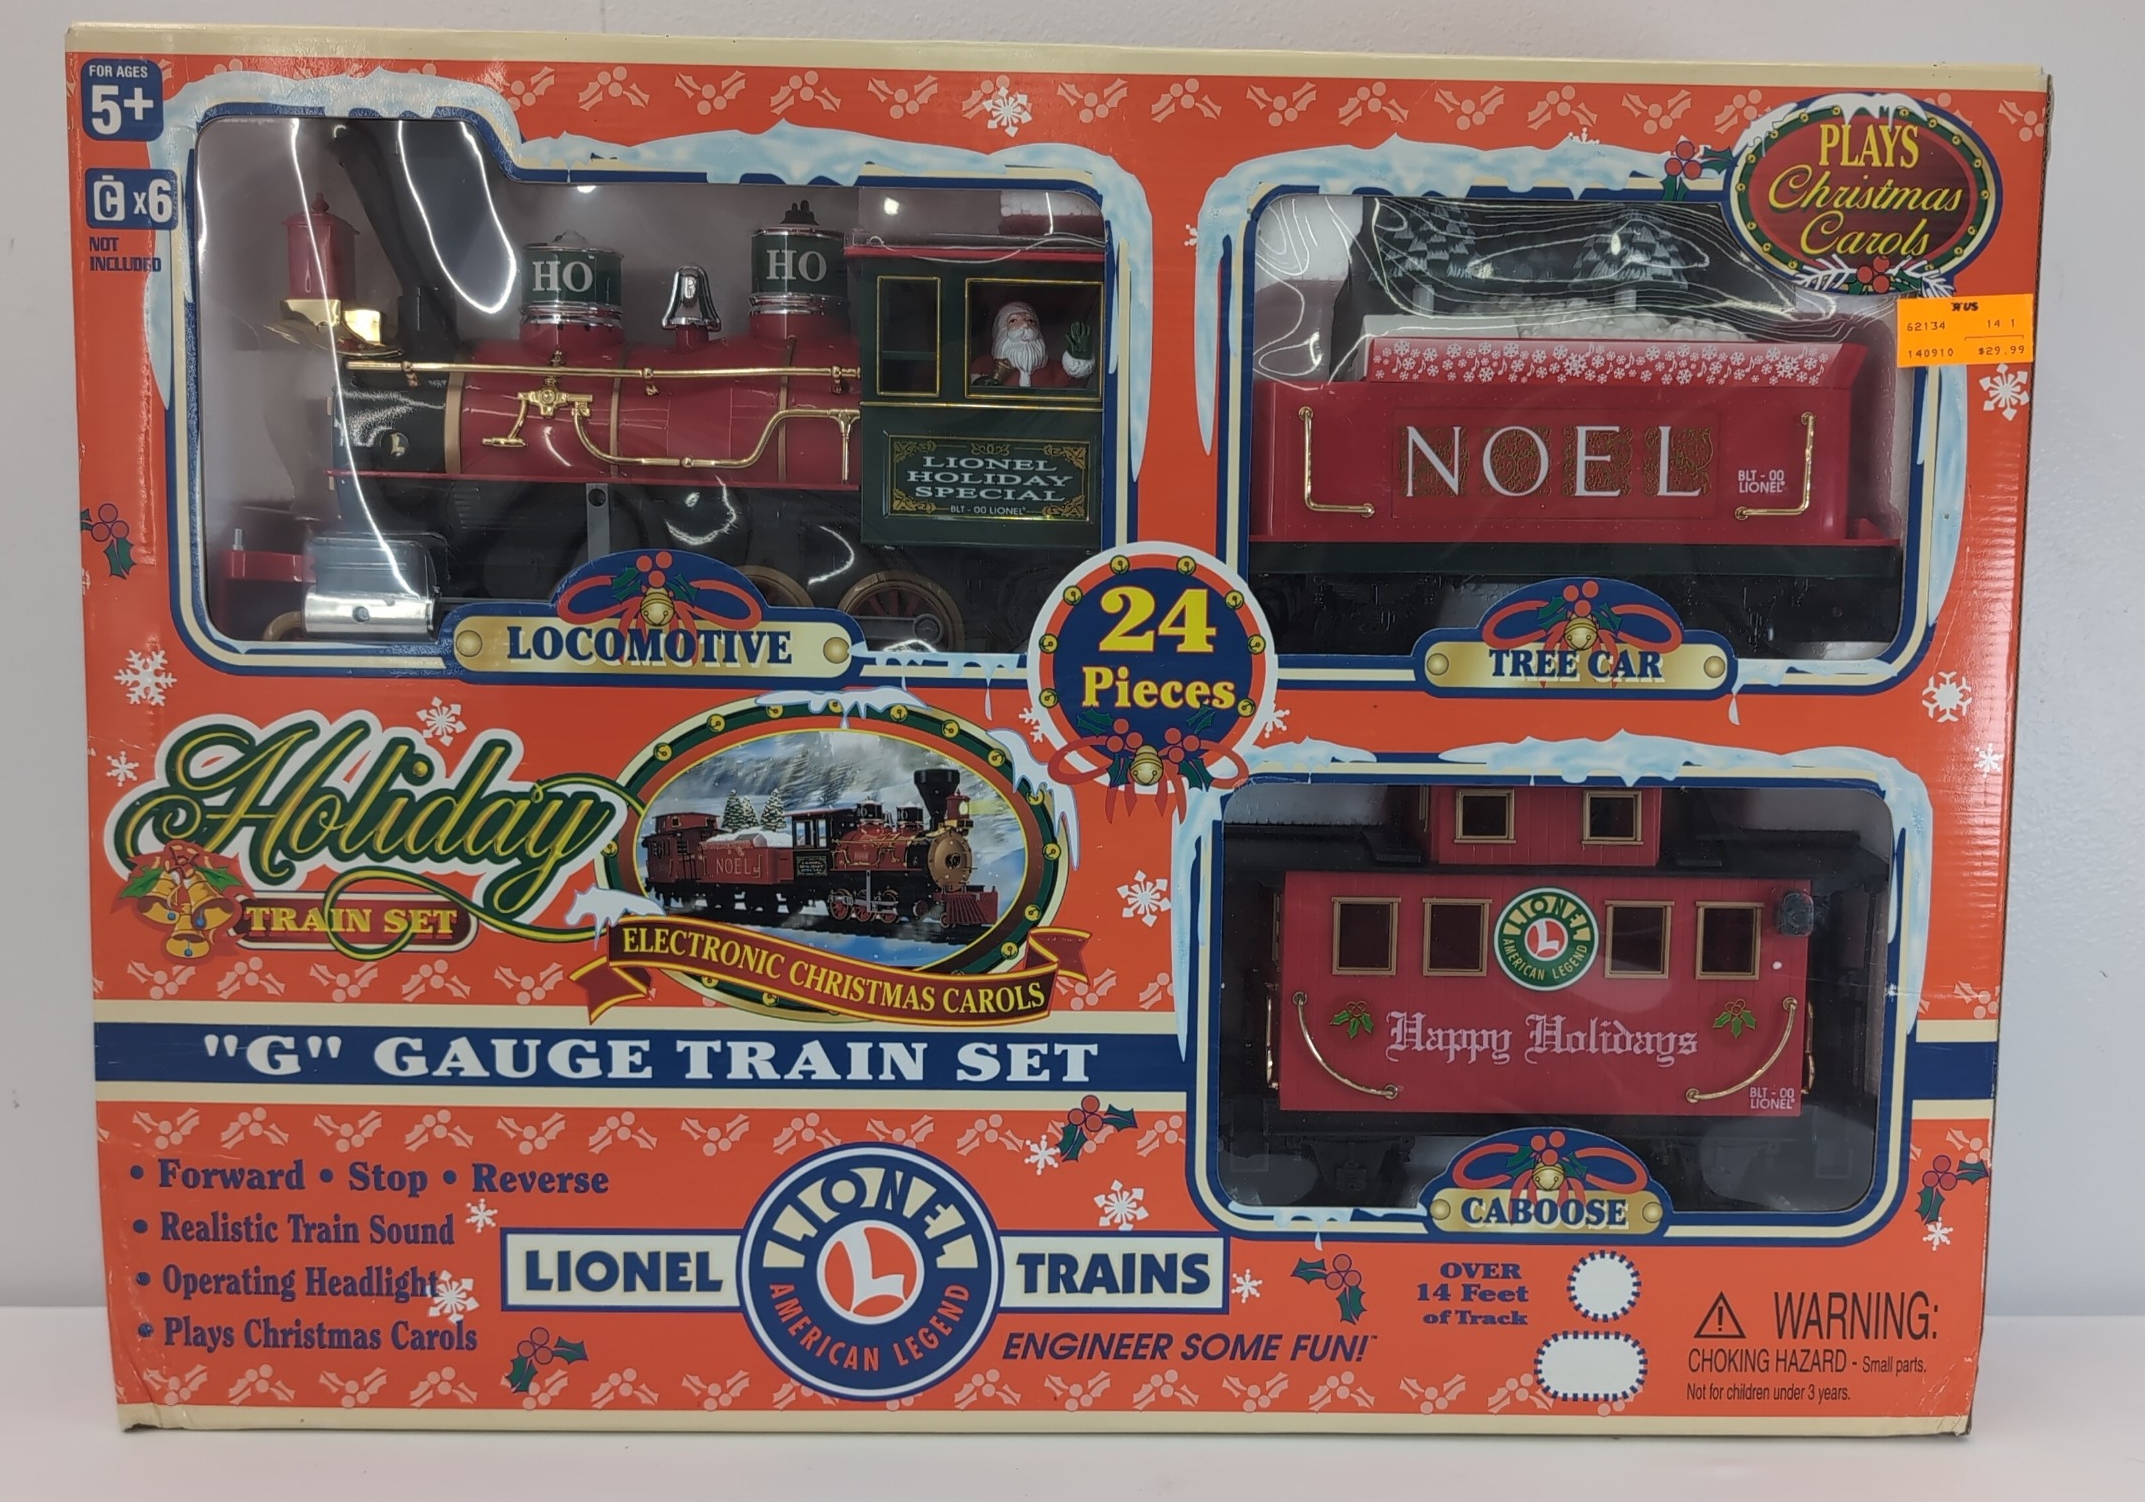 FOR AGES
5+
C x6
NOT
INCLUDED
PLAYS
Christmas
Carols
"R" US
62134 14 1
140910 $29.99
HO
HO
LIONEL
HOLIDAY
SPECIAL
BLT - 00 LIONEL®
NOEL
BLT - 00
LIONEL®
LOCOMOTIVE
24
Pieces
TREE CAR
Holiday
TRAIN SET
NOEL
ELECTRONIC CHRISTMAS CAROLS
"G" GAUGE TRAIN SET
LIONEL
L
AMERICAN LEGEND
Happy Holidays
BLT - 00
LIONEL®
CABOOSE
• Forward • Stop • Reverse
• Realistic Train Sound
• Operating Headlight
• Plays Christmas Carols
LIONEL TRAINS
LIONEL
L
AMERICAN LEGEND
ENGINEER SOME FUN!™
OVER
14 Feet
of Track
WARNING:
CHOKING HAZARD - Small parts.
Not for children under 3 years.